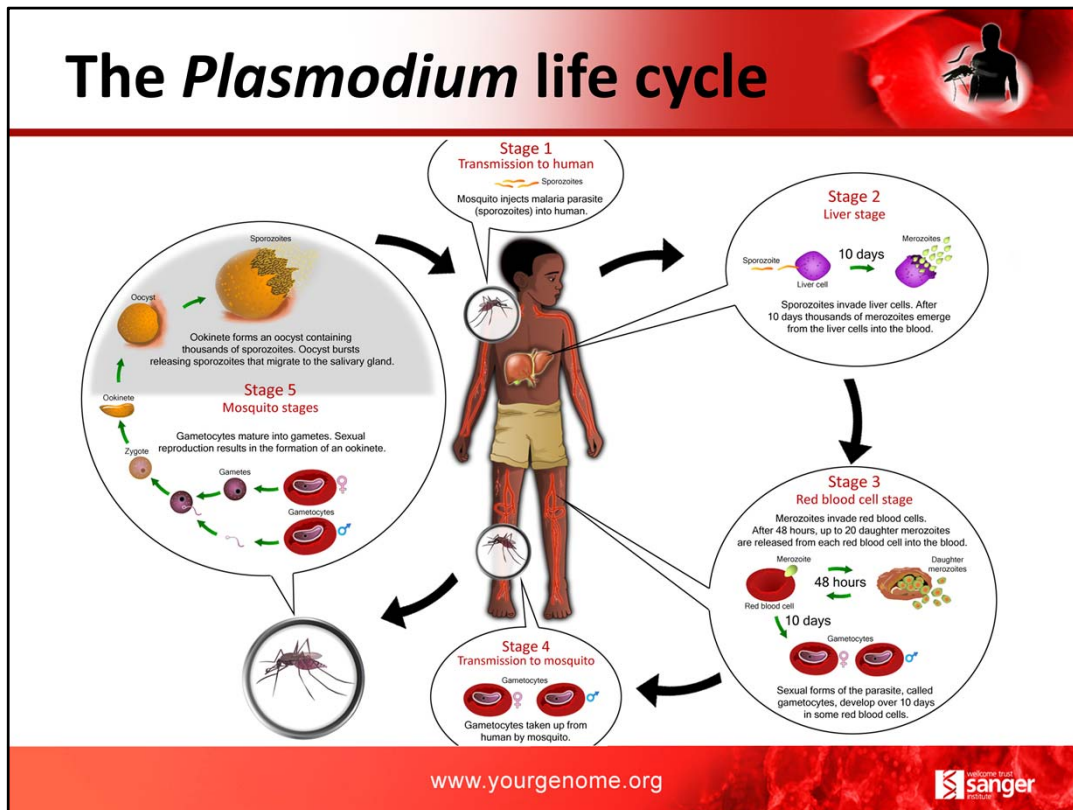 The Plasmodium life cycle
Stage 1
Transmission to human
Sporozoites
Mosquito injects malaria parasite
(sporozoites) into human.
Stage 2
Liver stage
Merozoites
Sporozoite
10 days
Liver cell
Sporozoites invade liver cells. After
10 days thousands of merozoites emerge
from the liver cells into the blood.
Stage 3
Red blood cell stage
Merozoites invade red blood cells.
After 48 hours, up to 20 daughter merozoites
are released from each red blood cell into the blood.
Merozoite
Daughter
merozoites
48 hours
Red blood cell
10 days
Gametocytes
Sexual forms of the parasite, called
gametocytes, develop over 10 days
in some red blood cells.
Stage 4
Transmission to mosquito
Gametocytes
Gametocytes taken up from
human by mosquito.
Sporozoites
Oocyst
Ookinete forms an oocyst containing
thousands of sporozoites. Oocyst bursts
releasing sporozoites that migrate to the salivary gland.
Stage 5
Mosquito stages
Ookinete
Gametocytes mature into gametes. Sexual
reproduction results in the formation of an ookinete.
Zygote
Gametes
Gametocytes
www.yourgenome.org
wellcome trust
sanger
institute